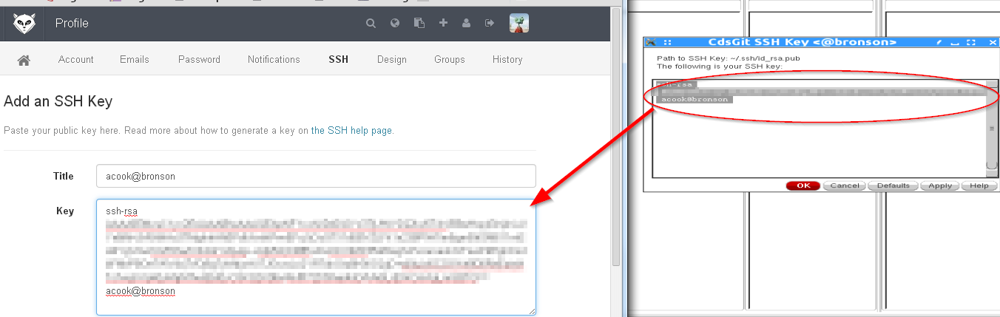 Profile
Account Emails Password Notifications SSH Design Groups History
Add an SSH Key
Paste your public key here. Read more about how to generate a key on the SSH help page.
Title acook@bronson
Key ssh-rsa
acook@bronson
CdsGit SSH Key <@bronson>
Path to SSH Key: ~/.ssh/id_rsa.pub
The following is your SSH key:
ssh-rsa
acook@bronson
OK Cancel Defaults Apply Help